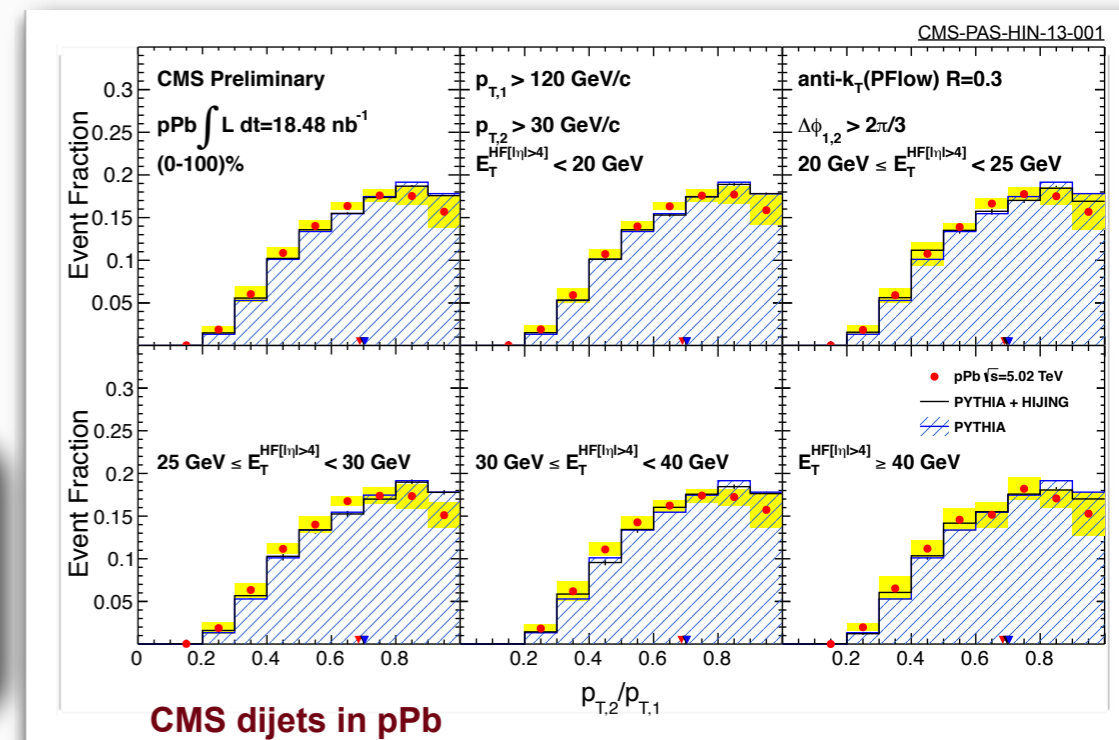 CMS-PAS-HIN-13-001
CMS Preliminary
pPb ∫ L dt=18.48 nb⁻¹
(0-100)%
p_T,1 > 120 GeV/c
p_T,2 > 30 GeV/c
E_T^HF[|η|>4] < 20 GeV
anti-k_T(PFlow) R=0.3
Δϕ_1,2 > 2π/3
20 GeV ≤ E_T^HF[|η|>4] < 25 GeV
Event Fraction
0.3
0.25
0.2
0.15
0.1
0.05
25 GeV ≤ E_T^HF[|η|>4] < 30 GeV
30 GeV ≤ E_T^HF[|η|>4] < 40 GeV
E_T^HF[|η|>4] ≥ 40 GeV
pPb √s=5.02 TeV
PYTHIA + HIJING
PYTHIA
Event Fraction
0.3
0.25
0.2
0.15
0.1
0.05
0 0.2 0.4 0.6 0.8 0.2 0.4 0.6 0.8 0.2 0.4 0.6 0.8
p_T,2/p_T,1
CMS dijets in pPb